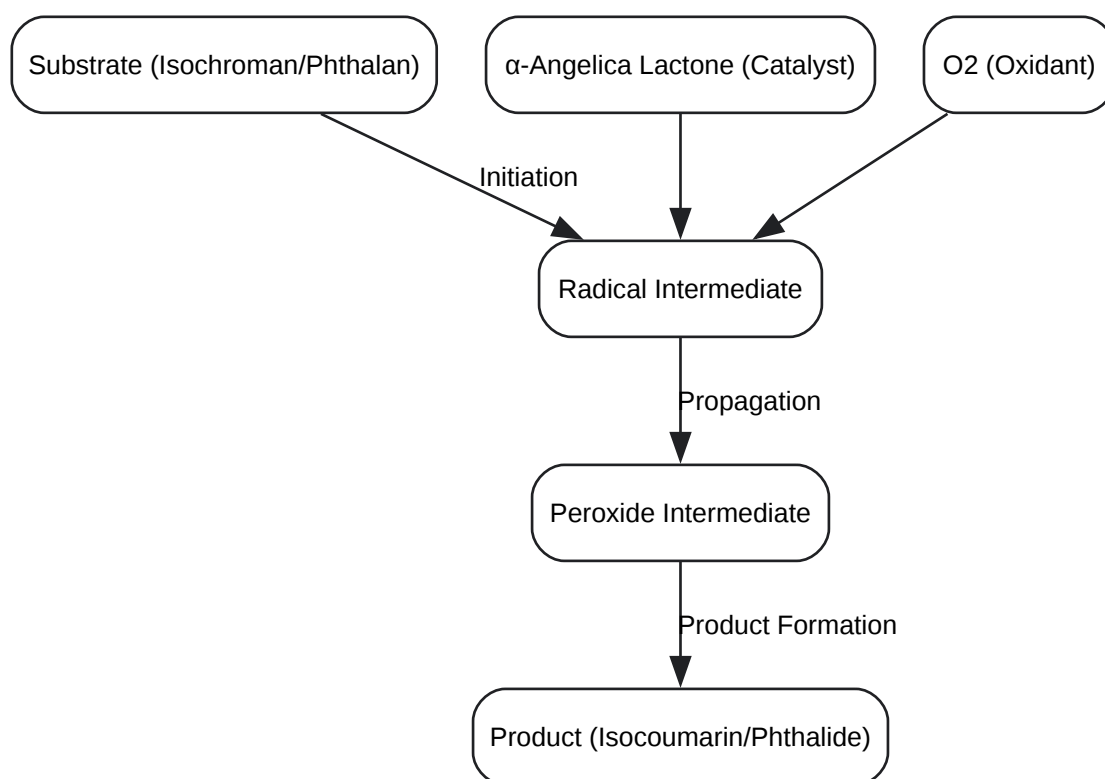 Substrate (Isochroman/Phthalan)
α-Angelica Lactone (Catalyst)
O2 (Oxidant)
Initiation
Radical Intermediate
Propagation
Peroxide Intermediate
Product Formation
Product (Isocoumarin/Phthalide)